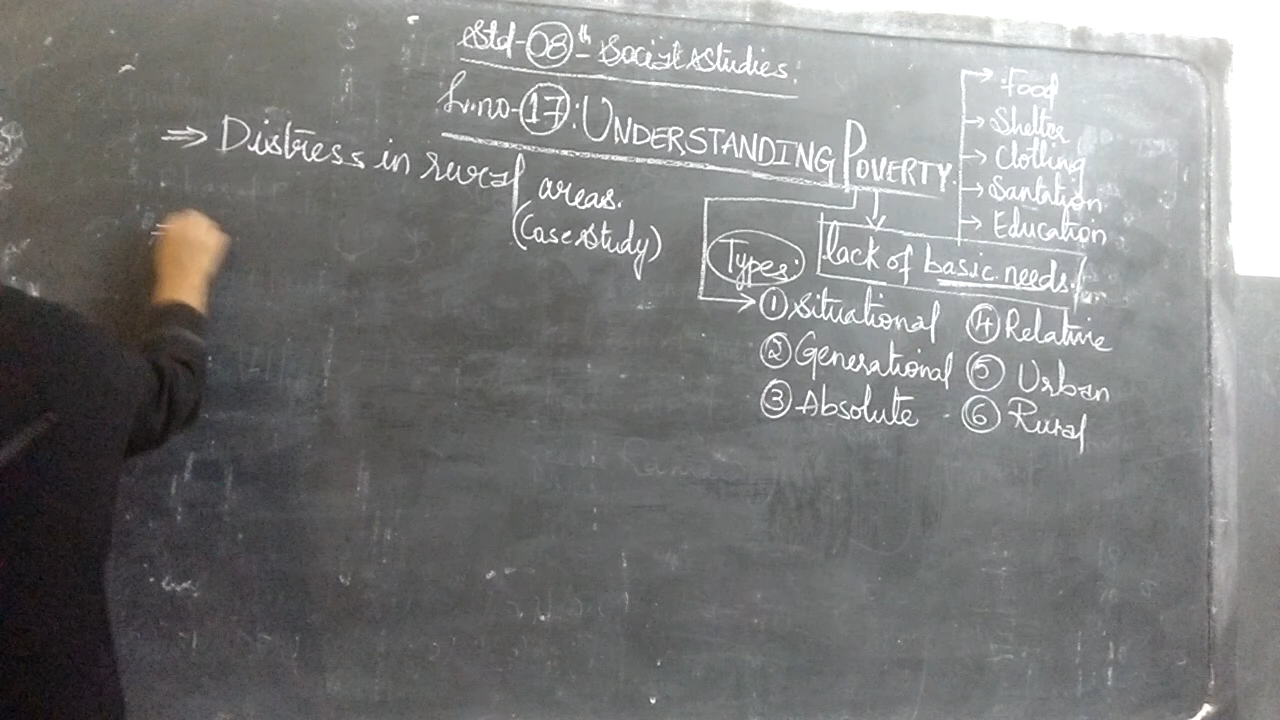 Std-08th Social Studies.
L.no-17: UNDERSTANDING POVERTY.
⇒ Distress in rural areas.
(Case study)
→ Food
→ Shelter
→ Clothing
→ Santation
→ Education
lack of basic needs.
Types:
① Situational
② Generational
③ Absolute
④ Relative
⑤ Urban
⑥ Rural